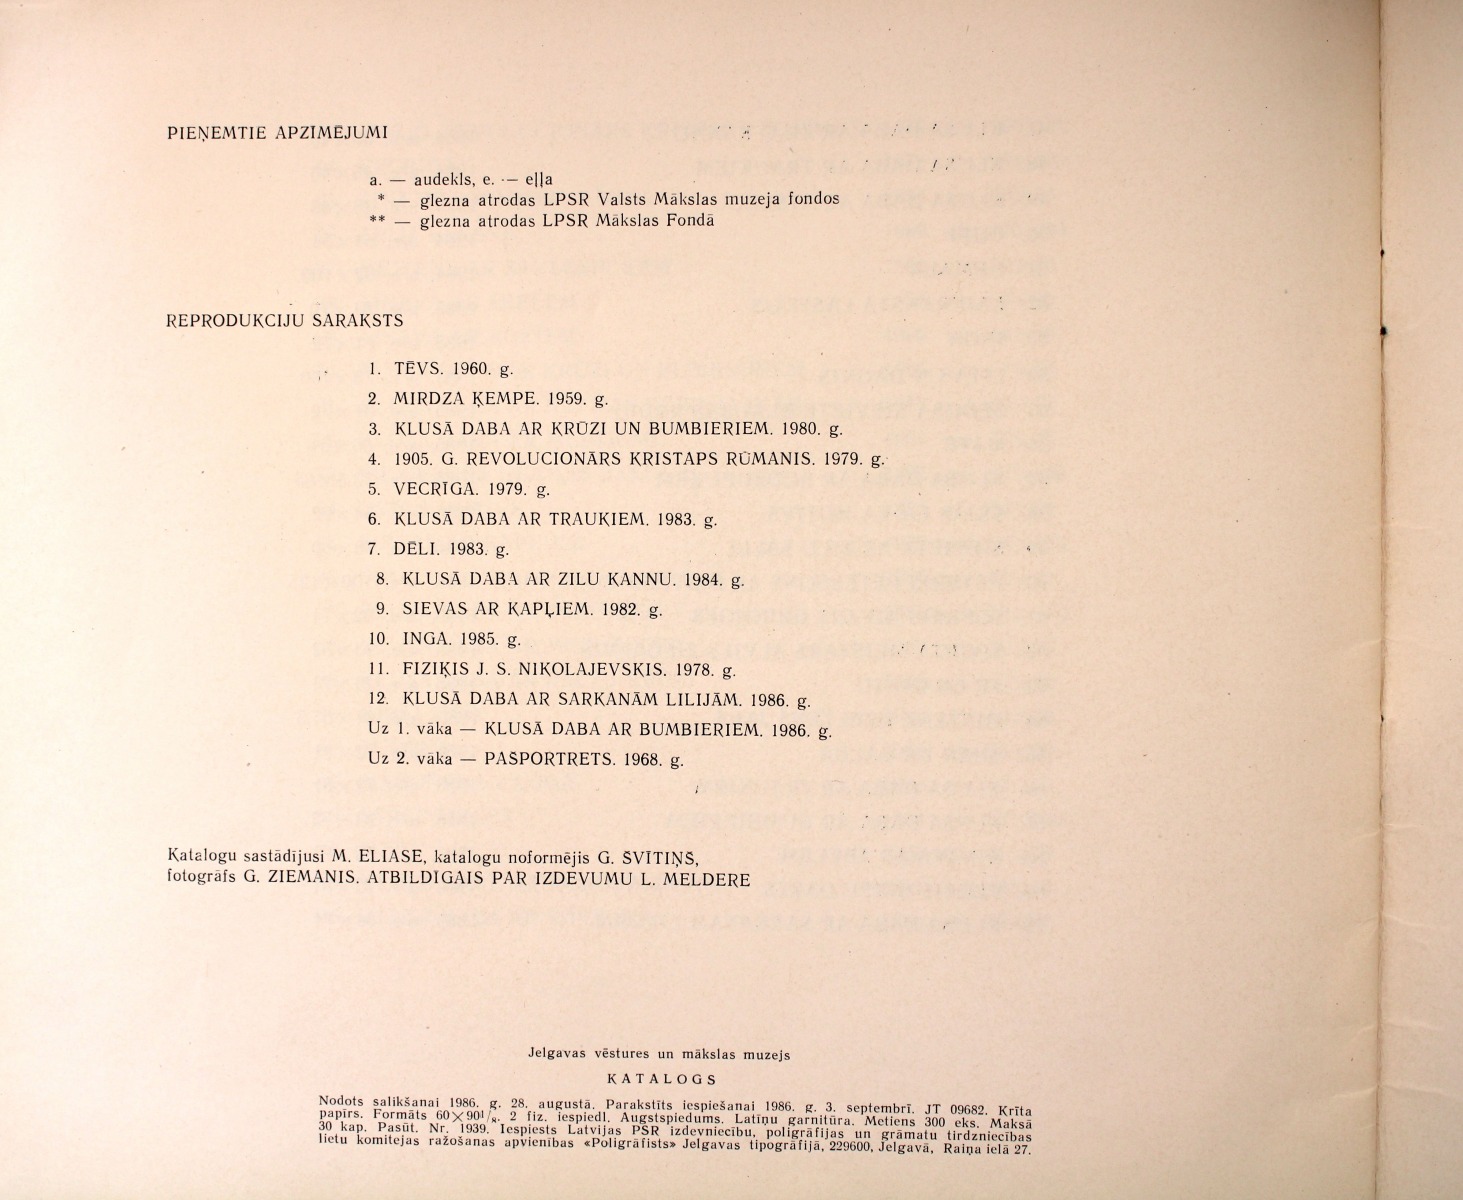 PIEŅEMTIE APZĪMĒJUMI
a. — audekls, e. — eļļa
* — glezna atrodas LPSR Valsts Mākslas muzeja fondos
** — glezna atrodas LPSR Mākslas Fondā
REPRODUKCIJU SARAKSTS
1. TĒVS. 1960. g.
2. MIRDZA ĶEMPE. 1959. g.
3. KLUSĀ DABA AR KRŪZI UN BUMBIERIEM. 1980. g.
4. 1905. G. REVOLUCIONĀRS KRISTAPS RŪMANIS. 1979. g.
5. VECRĪGA. 1979. g.
6. KLUSĀ DABA AR TRAUKIEM. 1983. g.
7. DĒLI. 1983. g.
8. KLUSĀ DABA AR ZILU KANNU. 1984. g.
9. SIEVAS AR KAPĻIEM. 1982. g.
10. INGA. 1985. g.
11. FIZIĶIS J. S. NIKOLAJEVSKIS. 1978. g.
12. KLUSĀ DABA AR SARKANĀM LILIJĀM. 1986. g.
Uz 1. vāka — KLUSĀ DABA AR BUMBIERIEM. 1986. g.
Uz 2. vāka — PAŠPORTRETS. 1968. g.
Katalogu sastādījusi M. ELIASE, katalogu noformējis G. ŠVĪTIŅŠ,
fotogrāfs G. ZIEMANIS. ATBILDĪGAIS PAR IZDEVUMU L. MELDERE
Jelgavas vēstures un mākslas muzejs
KATALOGS
Nodots salikšanai 1986. g. 28. augustā. Parakstīts iespiešanai 1986. g. 3. septembrī. JT 09682. Krīta
papīrs. Formāts 60×90¹/₈. 2 fiz. iespiedl. Augstspiedums. Latīņu garnitūra. Metiens 300 eks. Maksā
30 kap. Pasūt. Nr. 1939. Iespiests Latvijas PSR izdevniecību, poligrāfijas un grāmatu tirdzniecības
lietu komitejas ražošanas apvienības «Poligrāfists» Jelgavas tipogrāfijā, 229600, Jelgavā, Raiņa ielā 27.